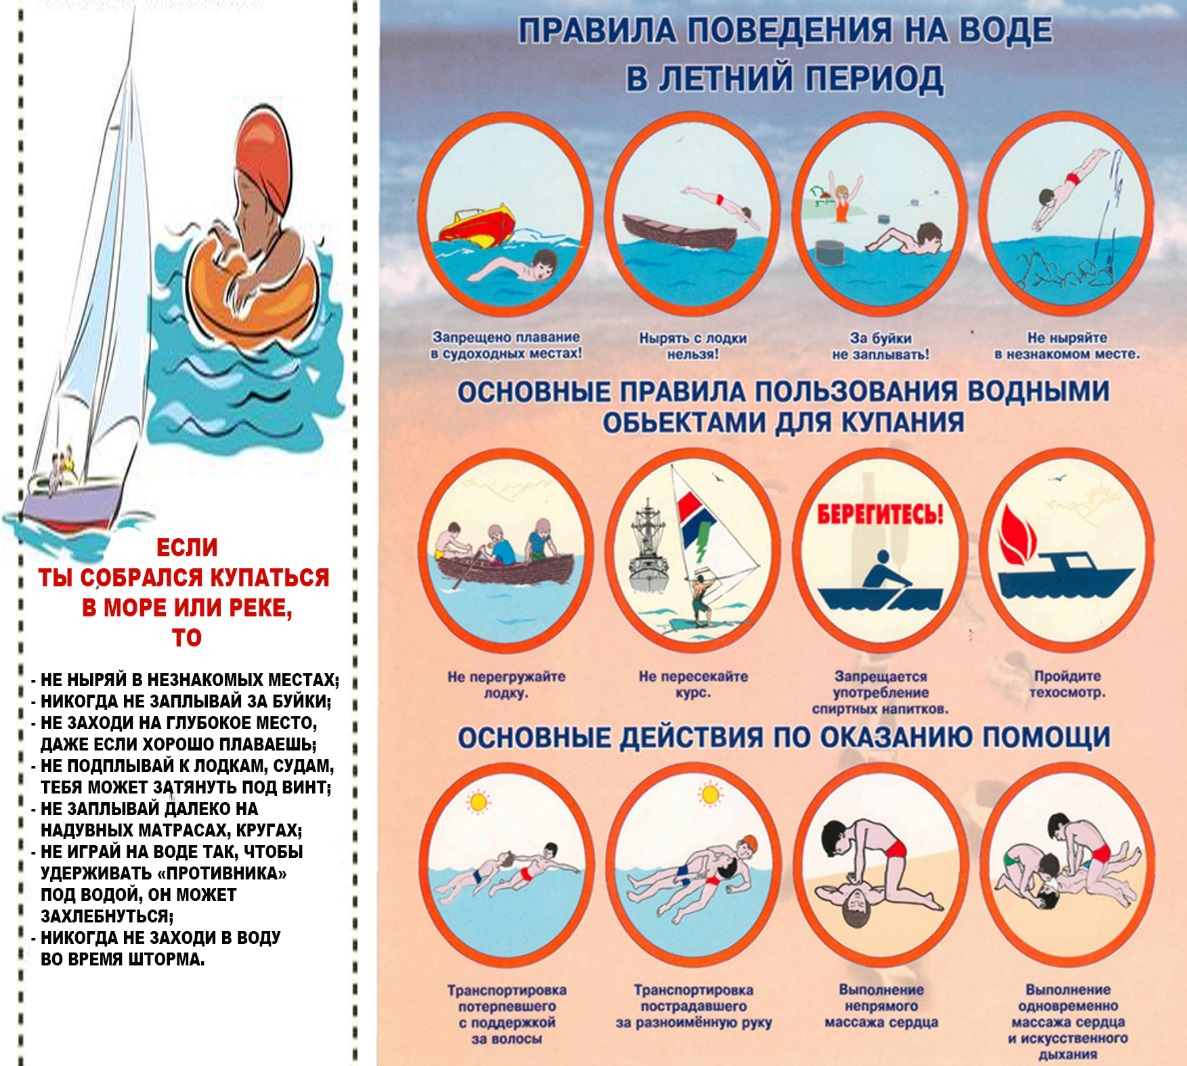 ЕСЛИ
ТЫ СОБРАЛСЯ КУПАТЬСЯ
В МОРЕ ИЛИ РЕКЕ,
ТО
- НЕ НЫРЯЙ В НЕЗНАКОМЫХ МЕСТАХ;
- НИКОГДА НЕ ЗАПЛЫВАЙ ЗА БУЙКИ;
- НЕ ЗАХОДИ НА ГЛУБОКОЕ МЕСТО,
ДАЖЕ ЕСЛИ ХОРОШО ПЛАВАЕШЬ;
- НЕ ПОДПЛЫВАЙ К ЛОДКАМ, СУДАМ,
ТЕБЯ МОЖЕТ ЗАТЯНУТЬ ПОД ВИНТ;
- НЕ ЗАПЛЫВАЙ ДАЛЕКО НА
НАДУВНЫХ МАТРАСАХ, КРУГАХ;
- НЕ ИГРАЙ НА ВОДЕ ТАК, ЧТОБЫ
УДЕРЖИВАТЬ «ПРОТИВНИКА»
ПОД ВОДОЙ, ОН МОЖЕТ
ЗАХЛЕБНУТЬСЯ;
- НИКОГДА НЕ ЗАХОДИ В ВОДУ
ВО ВРЕМЯ ШТОРМА.
ПРАВИЛА ПОВЕДЕНИЯ НА ВОДЕ
В ЛЕТНИЙ ПЕРИОД
Запрещено плавание
в судоходных местах!
Нырять с лодки
нельзя!
За буйки
не заплывать!
Не ныряйте
в незнакомом месте.
ОСНОВНЫЕ ПРАВИЛА ПОЛЬЗОВАНИЯ ВОДНЫМИ
ОБЬЕКТАМИ ДЛЯ КУПАНИЯ
БЕРЕГИТЕСЬ!
Не перегружайте
лодку.
Не пересекайте
курс.
Запрещается
употребление
спиртных напитков.
Пройдите
техосмотр.
ОСНОВНЫЕ ДЕЙСТВИЯ ПО ОКАЗАНИЮ ПОМОЩИ
Транспортировка
потерпевшего
с поддержкой
за волосы
Транспортировка
пострадавшего
за разноимённую руку
Выполнение
непрямого
массажа сердца
Выполнение
одновременно
массажа сердца
и искусственного
дыхания